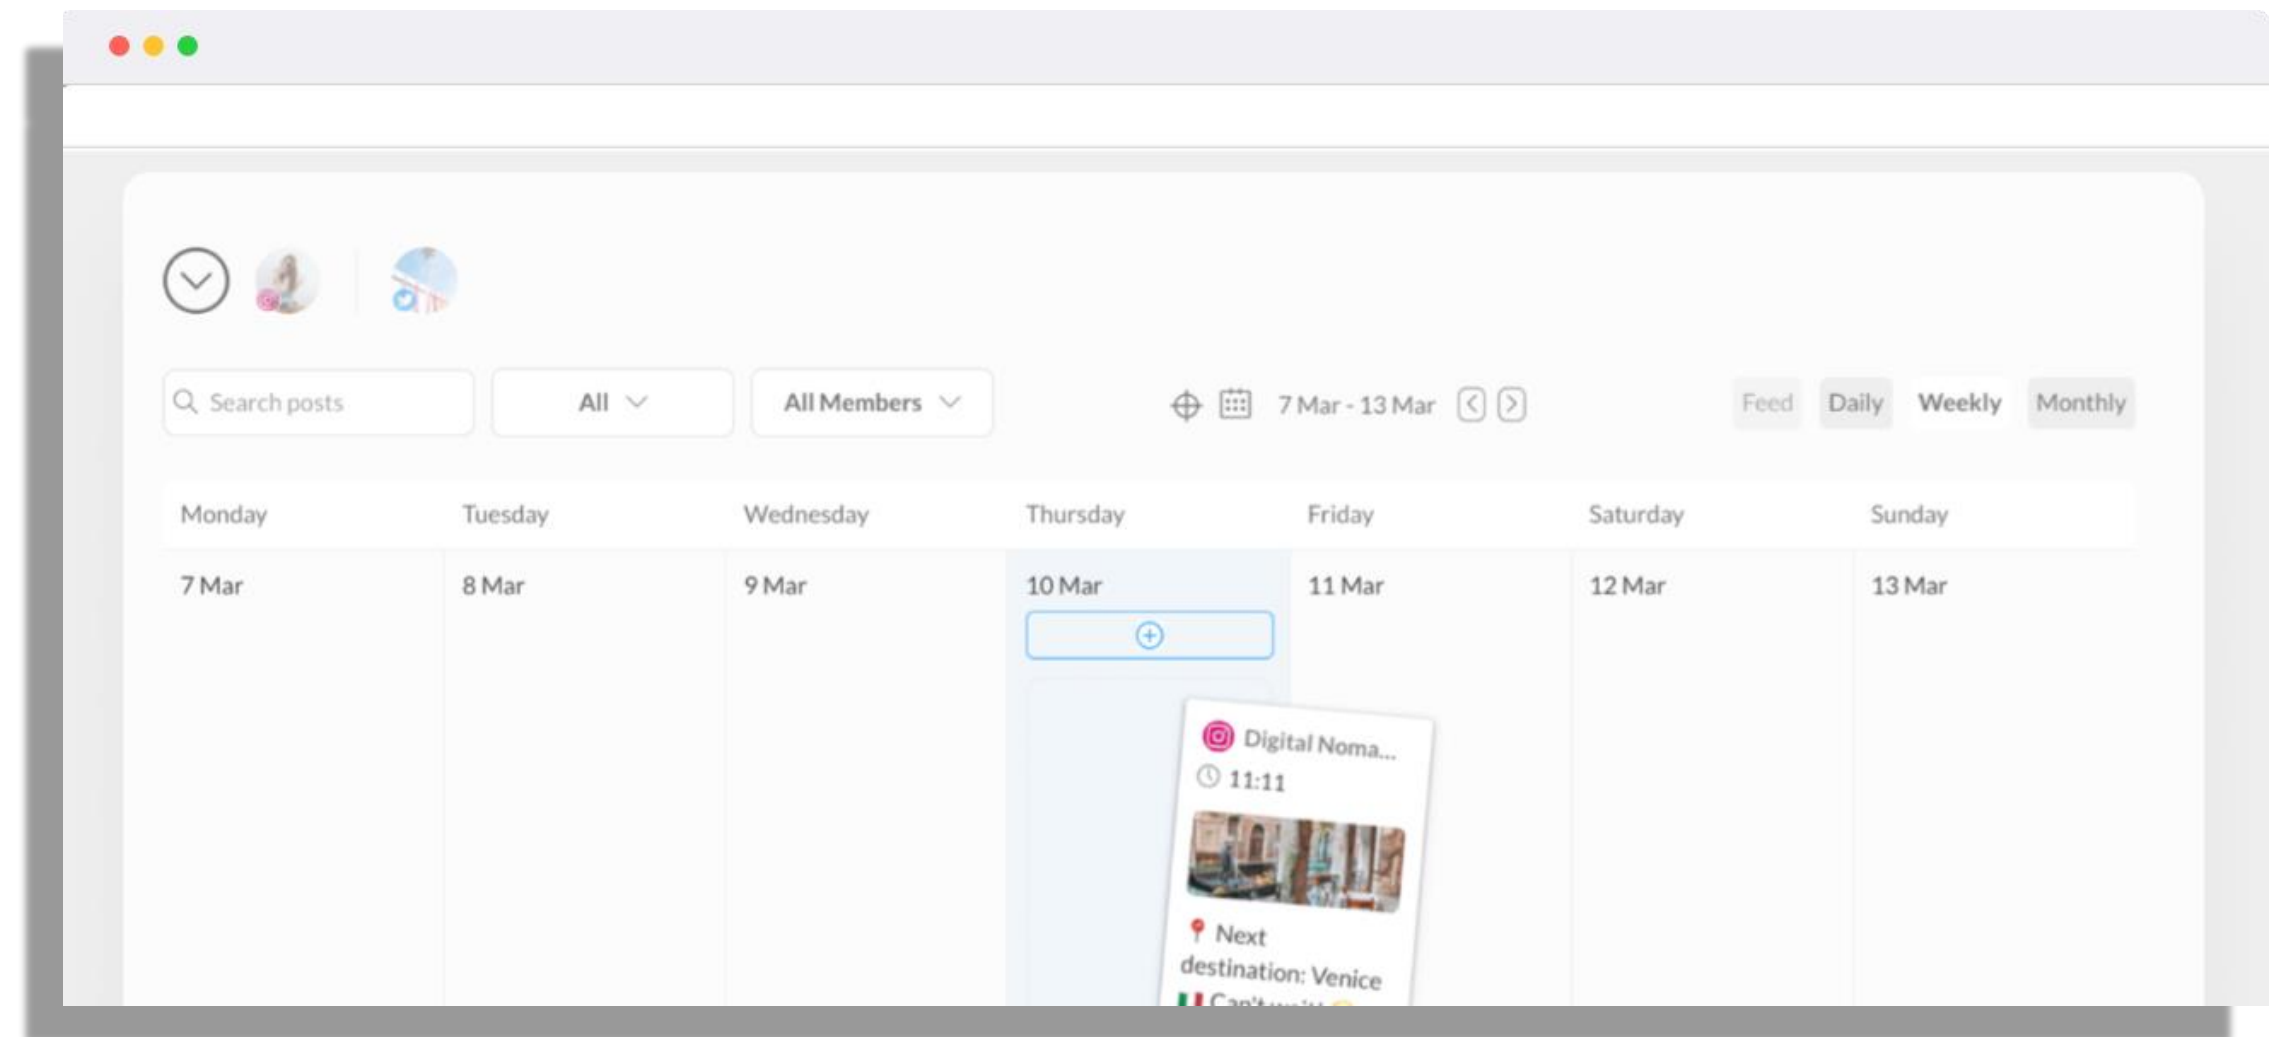 Search posts
All
All Members
7 Mar - 13 Mar
Feed
Daily
Weekly
Monthly
Monday
Tuesday
Wednesday
Thursday
Friday
Saturday
Sunday
7 Mar
8 Mar
9 Mar
10 Mar
11 Mar
12 Mar
13 Mar
Digital Noma...
11:11
📍 Next
destination: Venice
🇮🇹 Can't wait!